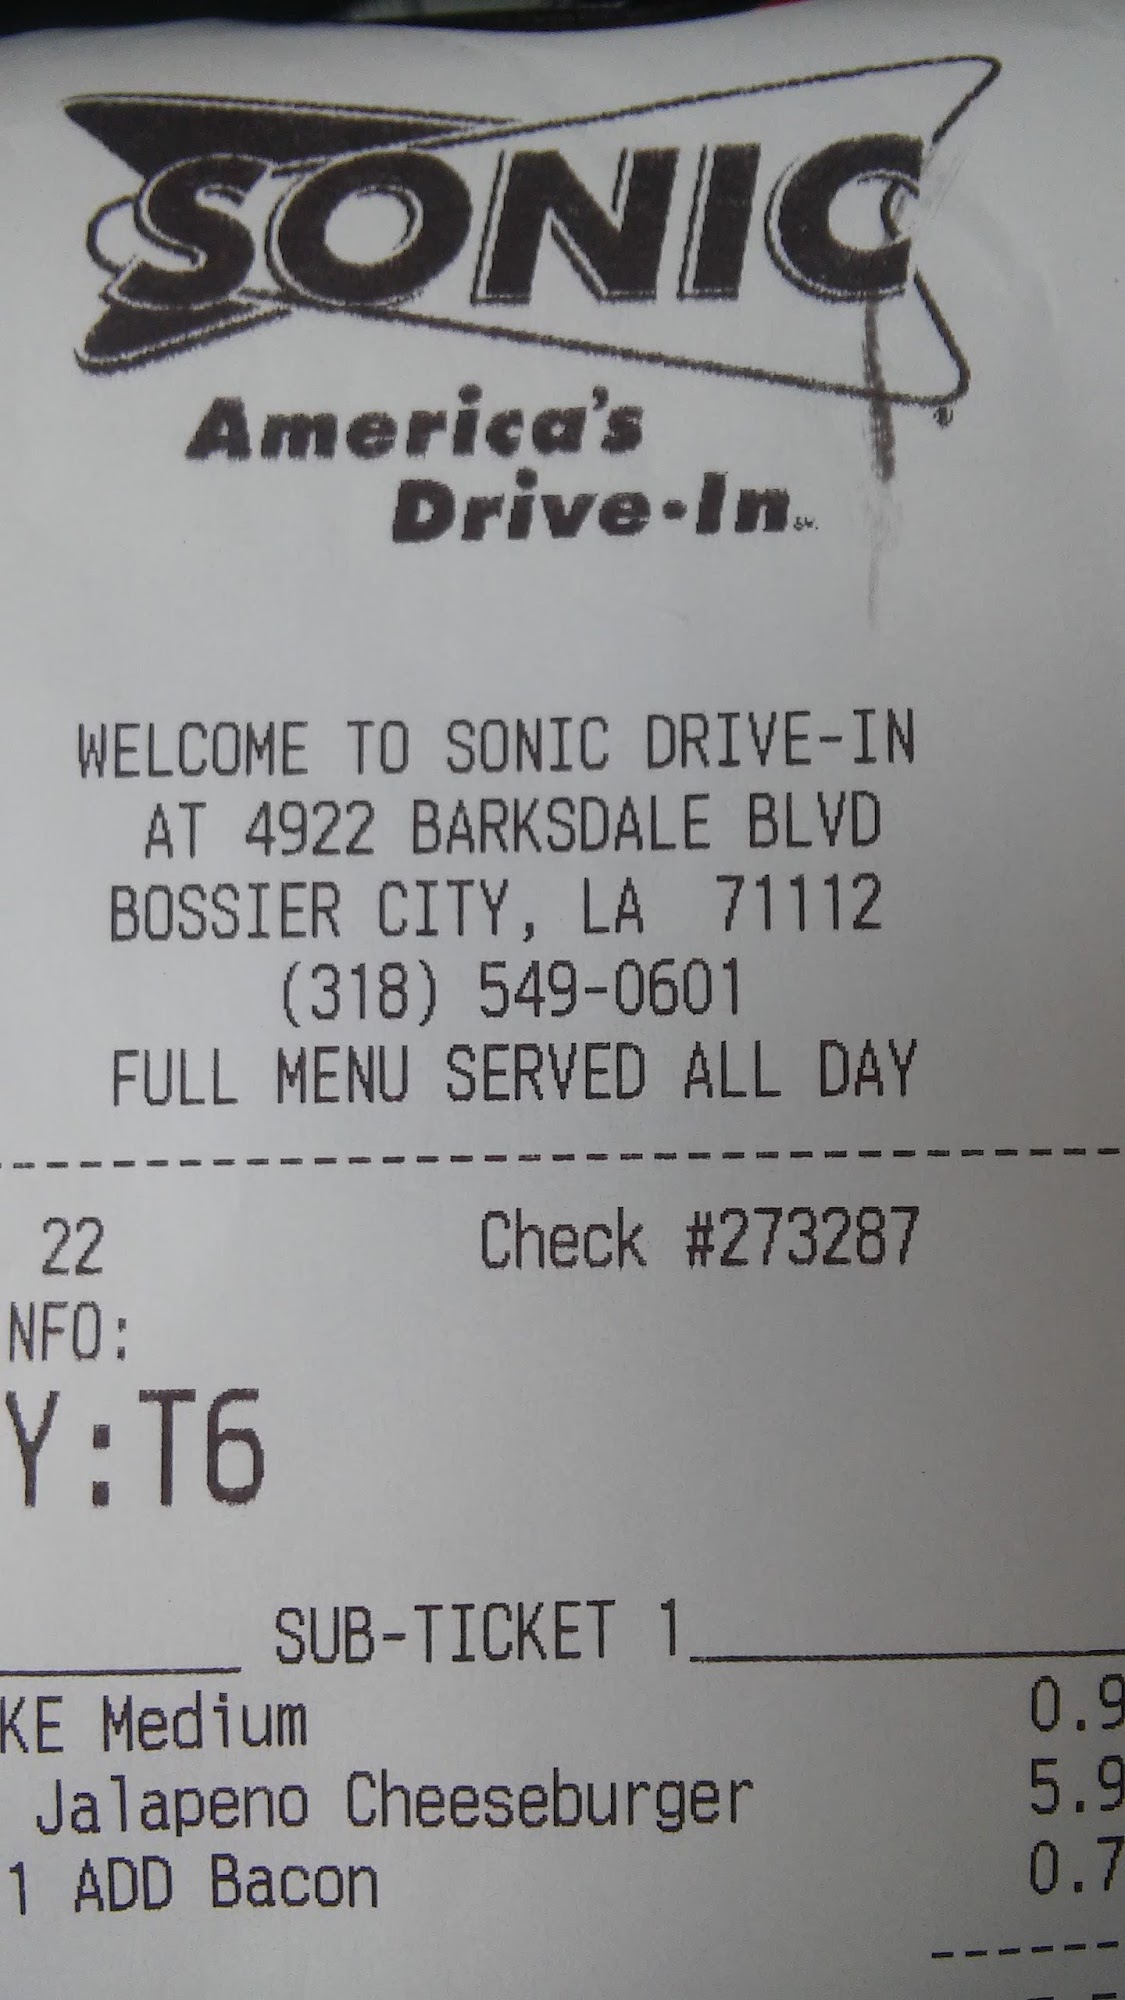 SONIC
America's
Drive-In
WELCOME TO SONIC DRIVE-IN
AT 4922 BARKSDALE BLVD
BOSSIER CITY, LA 71112
(318) 549-0601
FULL MENU SERVED ALL DAY
22 Check #273287
NFO:
Y:T6
SUB-TICKET 1
KE Medium 0.9
Jalapeno Cheeseburger 5.9
1 ADD Bacon 0.7